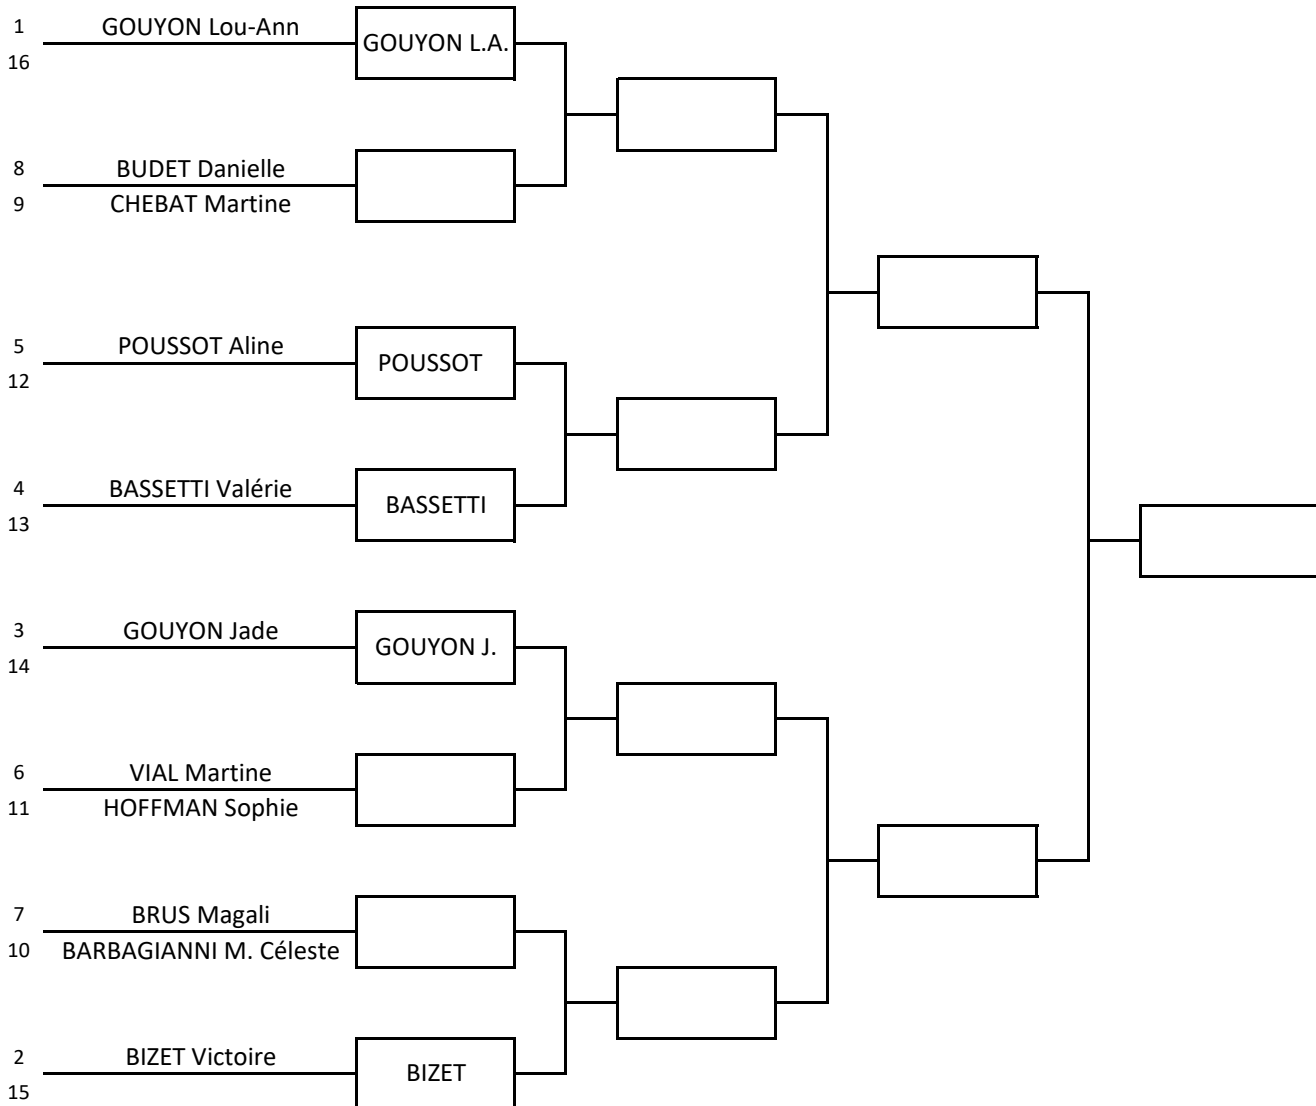 1 GOUYON Lou-Ann
GOUYON L.A.
16
8 BUDET Danielle
9 CHEBAT Martine
5 POUSSOT Aline
POUSSOT
12
4 BASSETTI Valérie
BASSETTI
13
3 GOUYON Jade
GOUYON J.
14
6 VIAL Martine
11 HOFFMAN Sophie
7 BRUS Magali
10 BARBAGIANNI M. Céleste
2 BIZET Victoire
BIZET
15